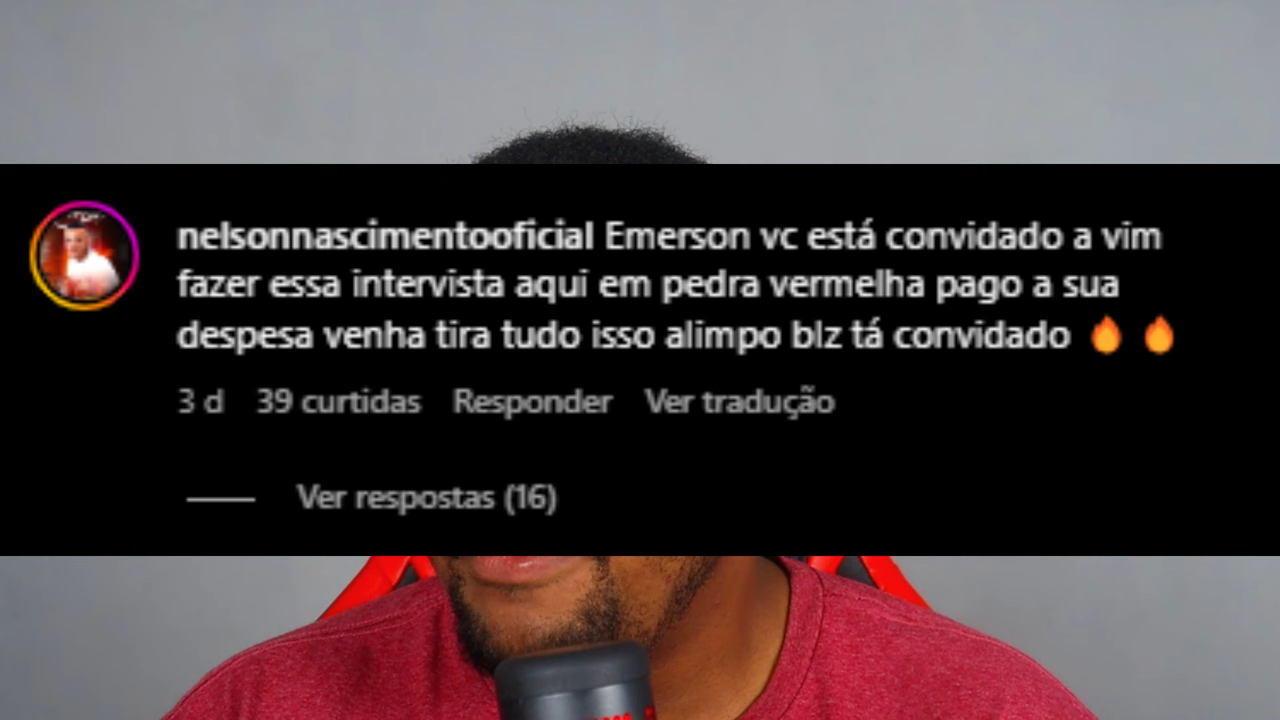 nelsonnascimentooficial Emerson vc está convidado a vim
fazer essa intervista aqui em pedra vermelha pago a sua
despesa venha tira tudo isso alimpo blz tá convidado 🔥 🔥
3 d 39 curtidas Responder Ver tradução
Ver respostas (16)